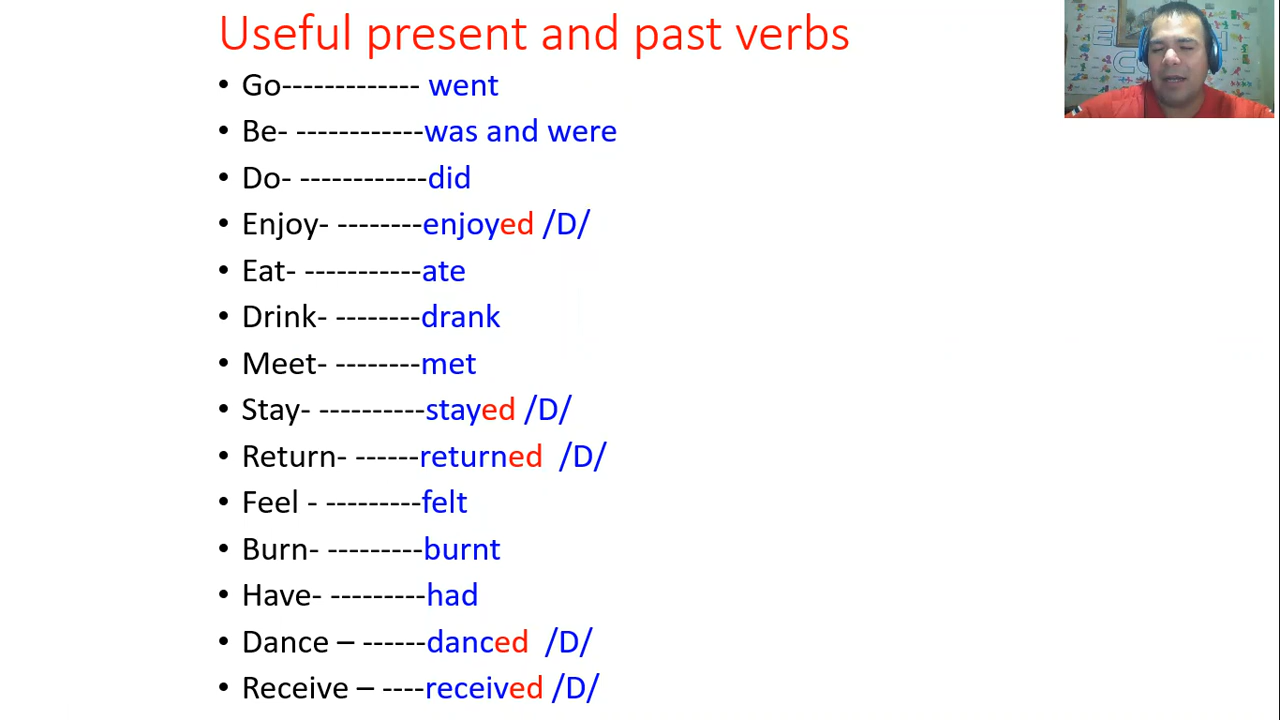 Useful present and past verbs
• Go------------- went
• Be- ------------was and were
• Do- ------------did
• Enjoy- --------enjoyed /D/
• Eat- -----------ate
• Drink- --------drank
• Meet- --------met
• Stay- ----------stayed /D/
• Return- ------returned /D/
• Feel - ---------felt
• Burn- ---------burnt
• Have- ---------had
• Dance – ------danced /D/
• Receive – ----received /D/